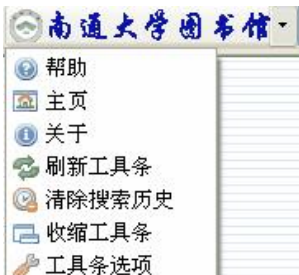 南通大学图书馆
帮助
主页
关于
刷新工具条
清除搜索历史
收缩工具条
工具条选项